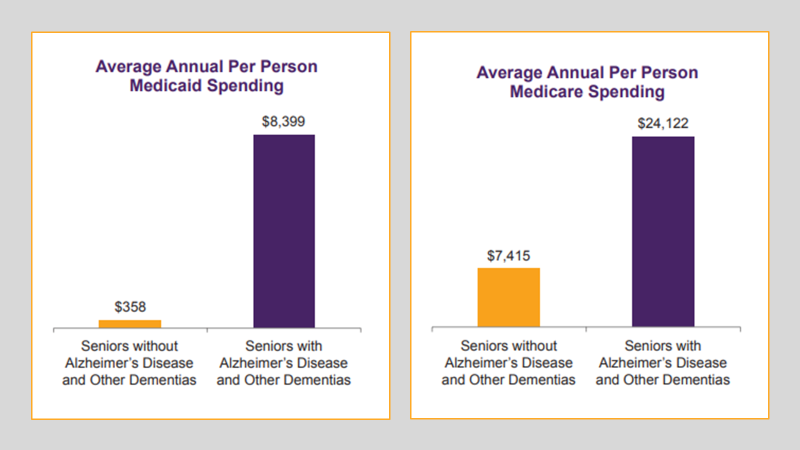 Average Annual Per Person
Medicaid Spending
$8,399
$358
Seniors without
Alzheimer's Disease
and Other Dementias
Seniors with
Alzheimer's Disease
and Other Dementias
Average Annual Per Person
Medicare Spending
$24,122
$7,415
Seniors without
Alzheimer's Disease
and Other Dementias
Seniors with
Alzheimer's Disease
and Other Dementias